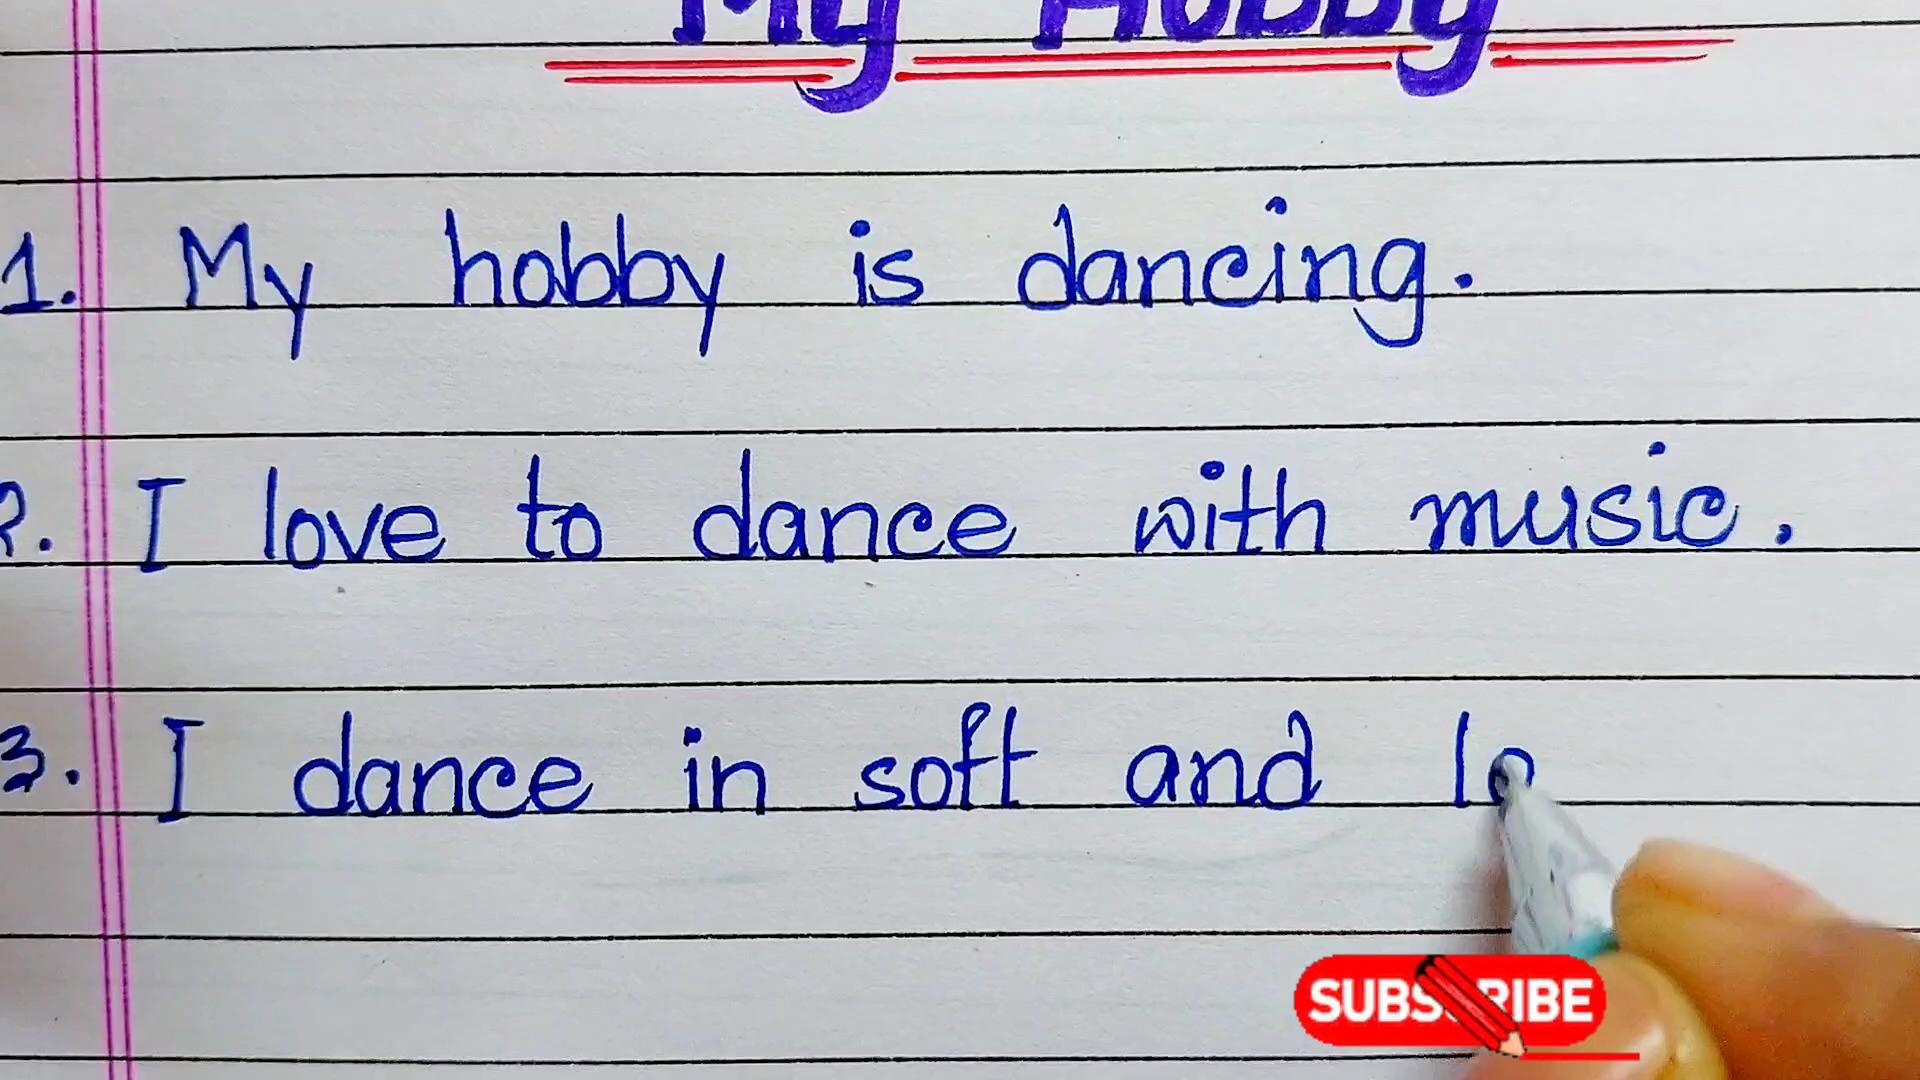 My Hobby
1. My hobby is dancing.
2. I love to dance with music.
3. I dance in soft and lo
SUBSCRIBE